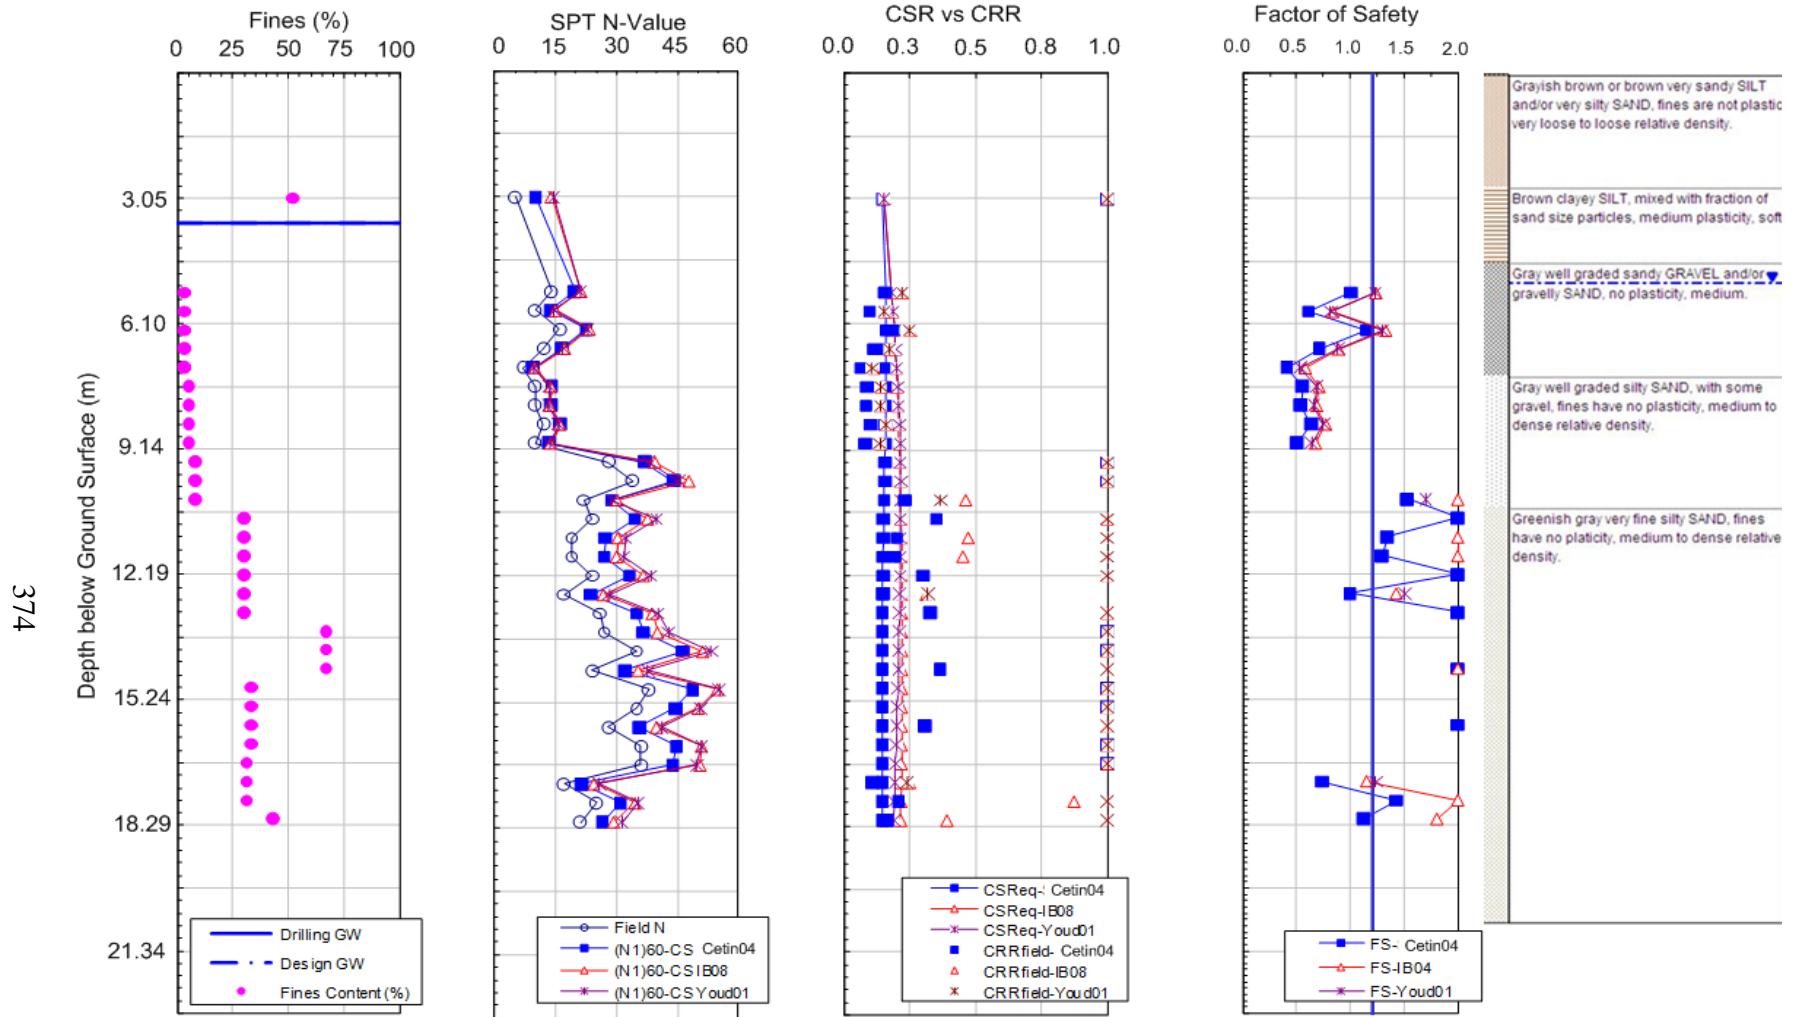 Fines (%)
0 25 50 75 100
SPT N-Value
0 15 30 45 60
CSR vs CRR
0.0 0.3 0.5 0.8 1.0
Factor of Safety
0.0 0.5 1.0 1.5 2.0
Depth below Ground Surface (m)
3.05
6.10
9.14
12.19
15.24
18.29
21.34
374
Drilling GW
Design GW
Fines Content (%)
Field N
(N1)60-CS Cetin04
(N1)60-CS IB08
(N1)60-CS Youd01
CSReq- Cetin04
CSReq-IB08
CSReq-Youd01
CRRfield- Cetin04
CRRfield-IB08
CRRfield-Youd01
FS- Cetin04
FS-IB04
FS-Youd01
Grayish brown or brown very sandy SILT
and/or very silty SAND, fines are not plastic
very loose to loose relative density.
Brown clayey SILT, mixed with fraction of
sand size particles, medium plasticity, soft
Gray well graded sandy GRAVEL and/or
gravelly SAND, no plasticity, medium.
Gray well graded silty SAND, with some
gravel, fines have no plasticity, medium to
dense relative density.
Greenish gray very fine silty SAND, fines
have no platicity, medium to dense relative
density.